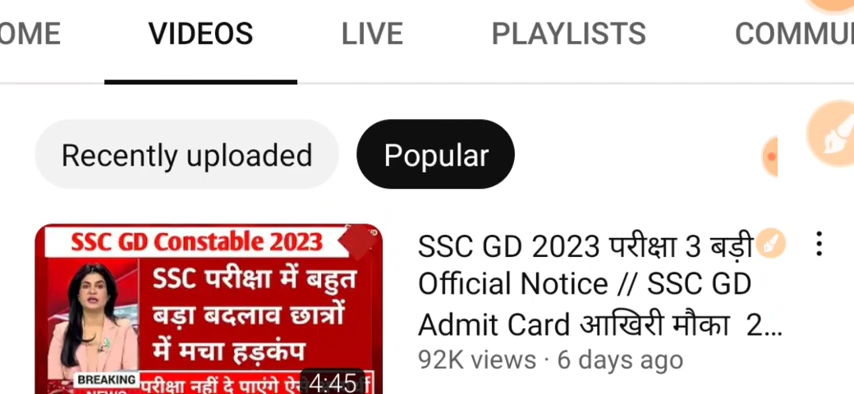 OME VIDEOS LIVE PLAYLISTS COMMU
Recently uploaded Popular
SSC GD Constable 2023
SSC परीक्षा में बहुत
बड़ा बदलाव छात्रों
में मचा हड़कंप
BREAKING
NEWS
परीक्षा नहीं दे पाएंगे
4:45
SSC GD 2023 परीक्षा 3 बड़ी
Official Notice // SSC GD
Admit Card आखिरी मौका 2...
92K views · 6 days ago